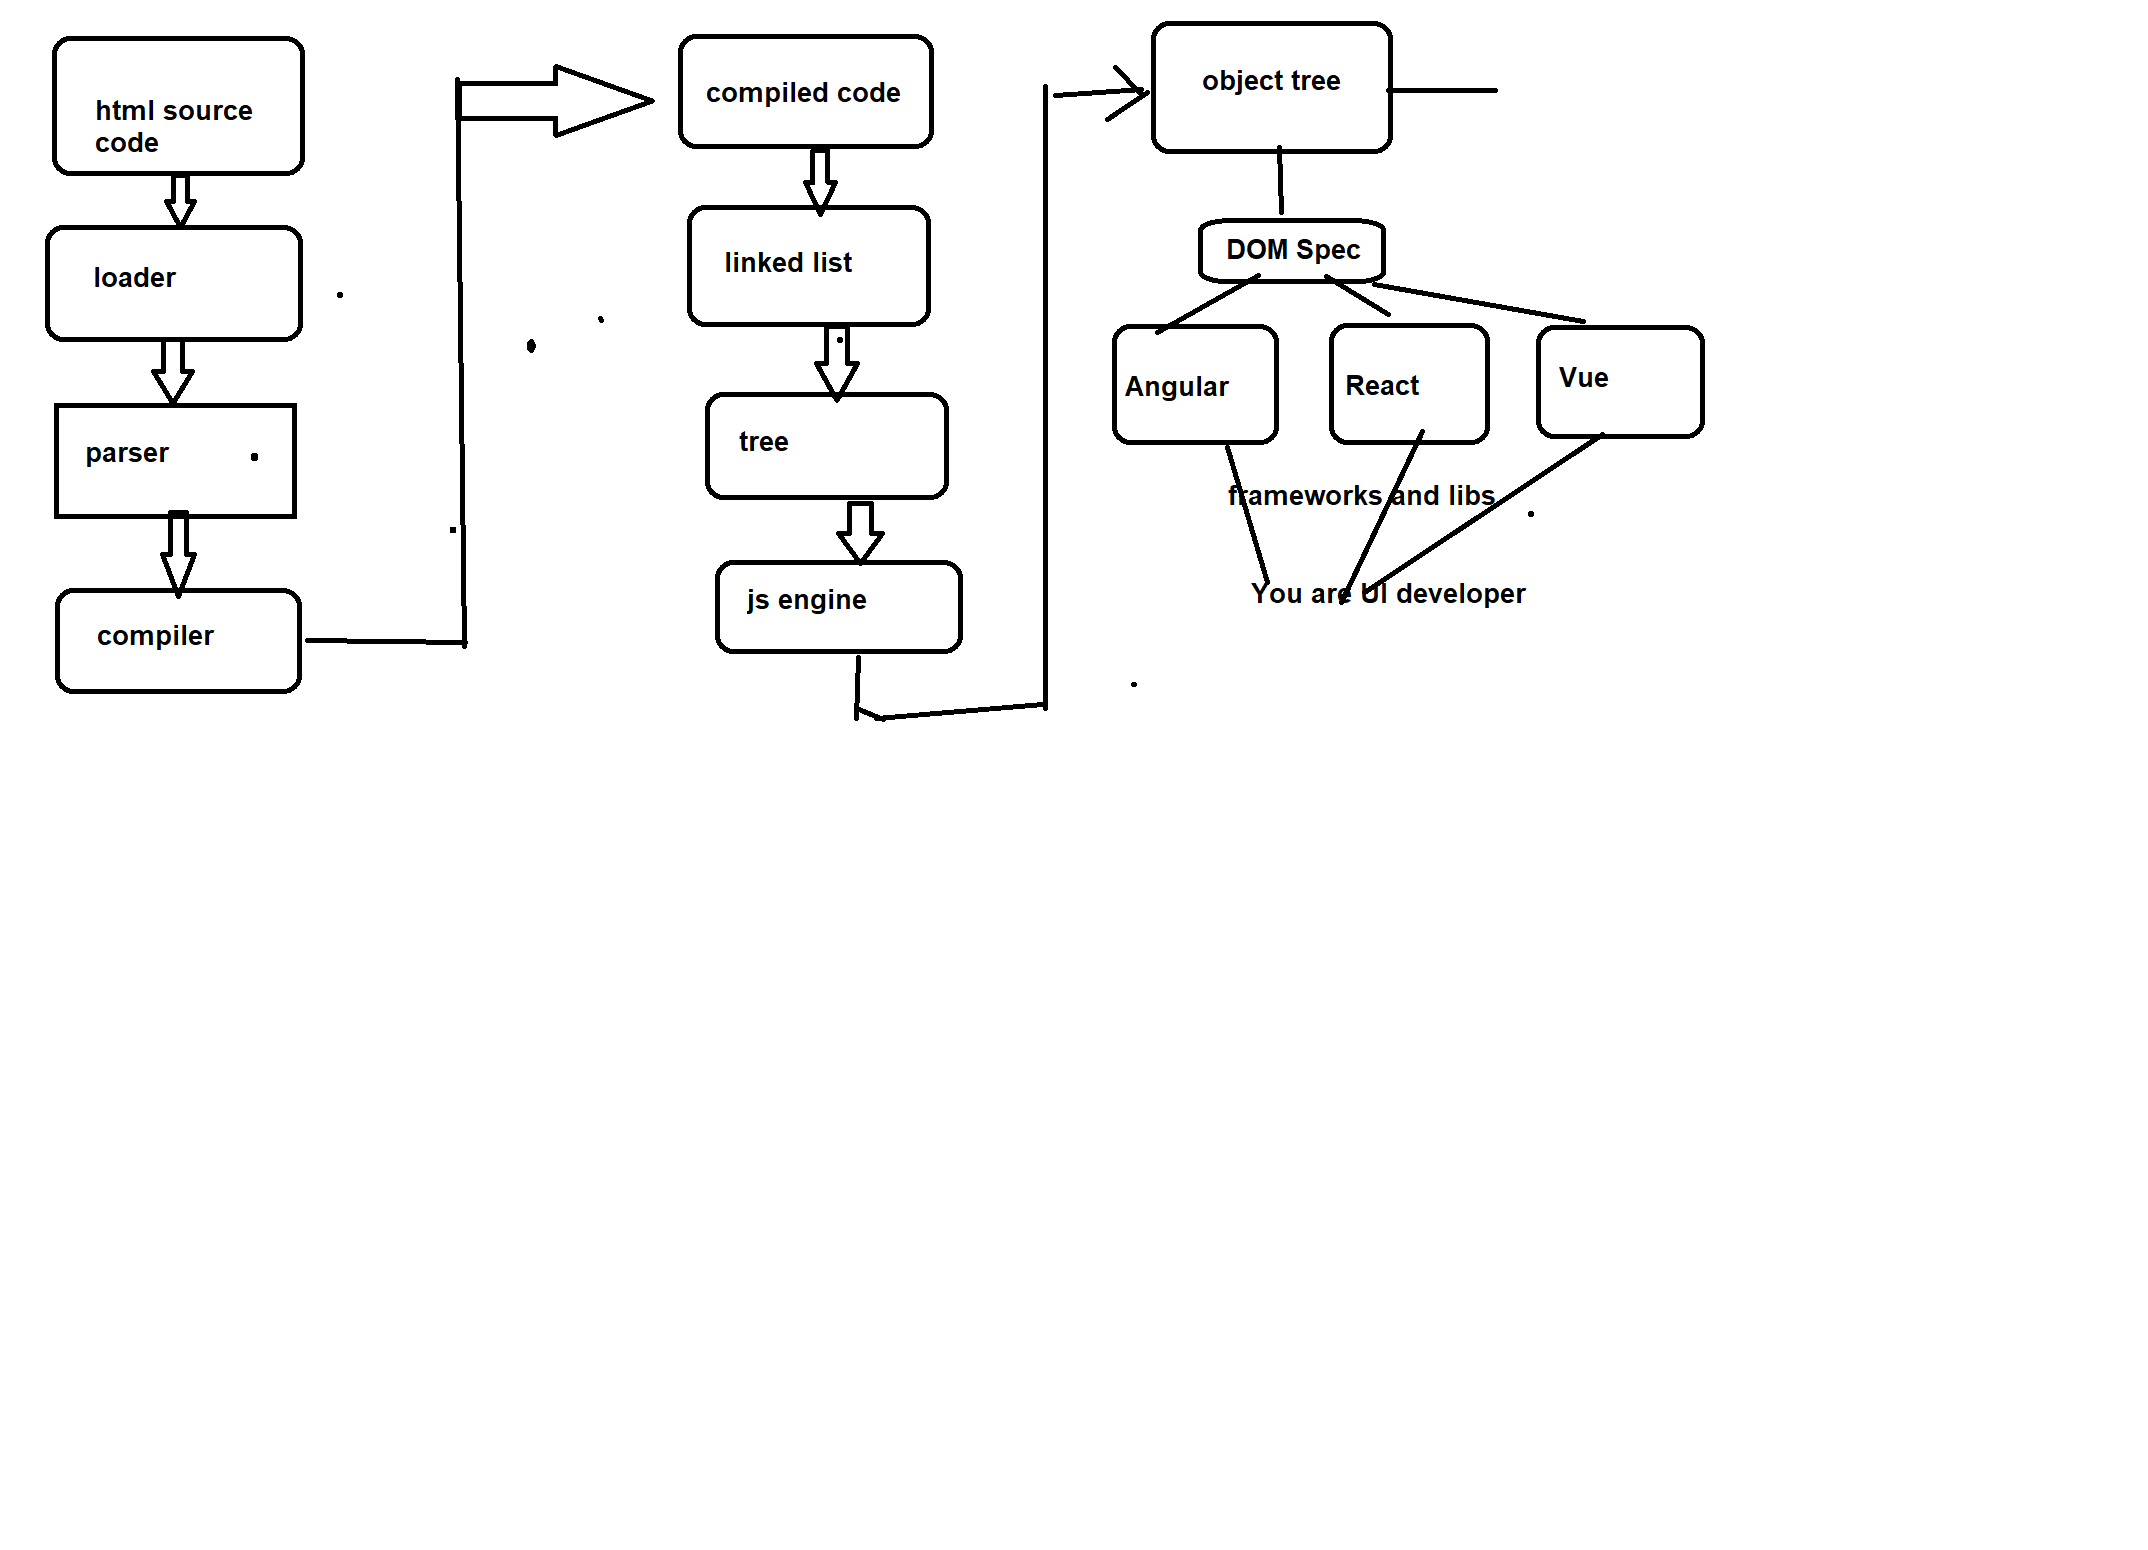 html source
code
loader
parser
compiler
compiled code
linked list
tree
js engine
object tree
DOM Spec
Angular
React
Vue
frameworks and libs
You are UI developer